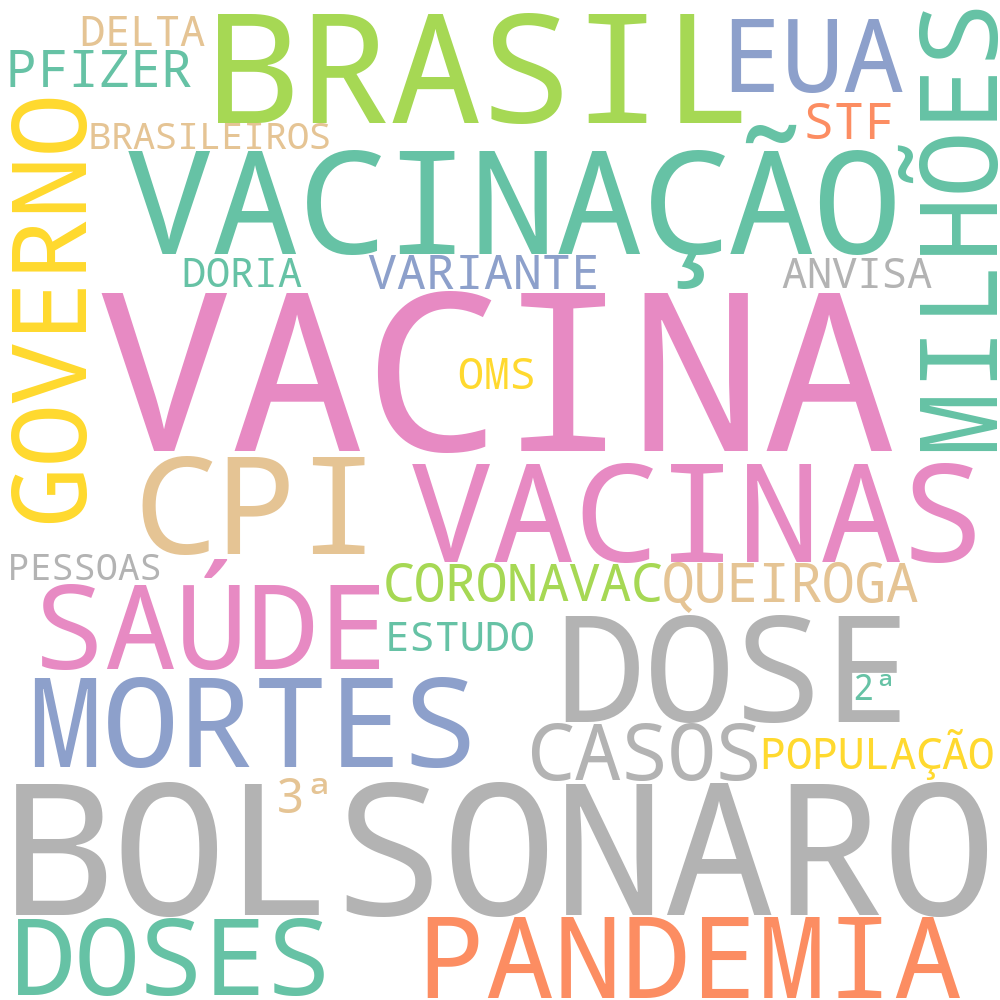 DELTA
BRASIL
EUA
MILHÕES
PFIZER
GOVERNO
BRASILEIROS
STF
VACINAÇÃO
DORIA
VARIANTE
ANVISA
VACINA
OMS
CPI
VACINAS
PESSOAS
SAÚDE
CORONAVAC
QUEIROGA
ESTUDO
DOSE
2ª
MORTES
CASOS
POPULAÇÃO
3ª
BOLSONARO
DOSES
PANDEMIA